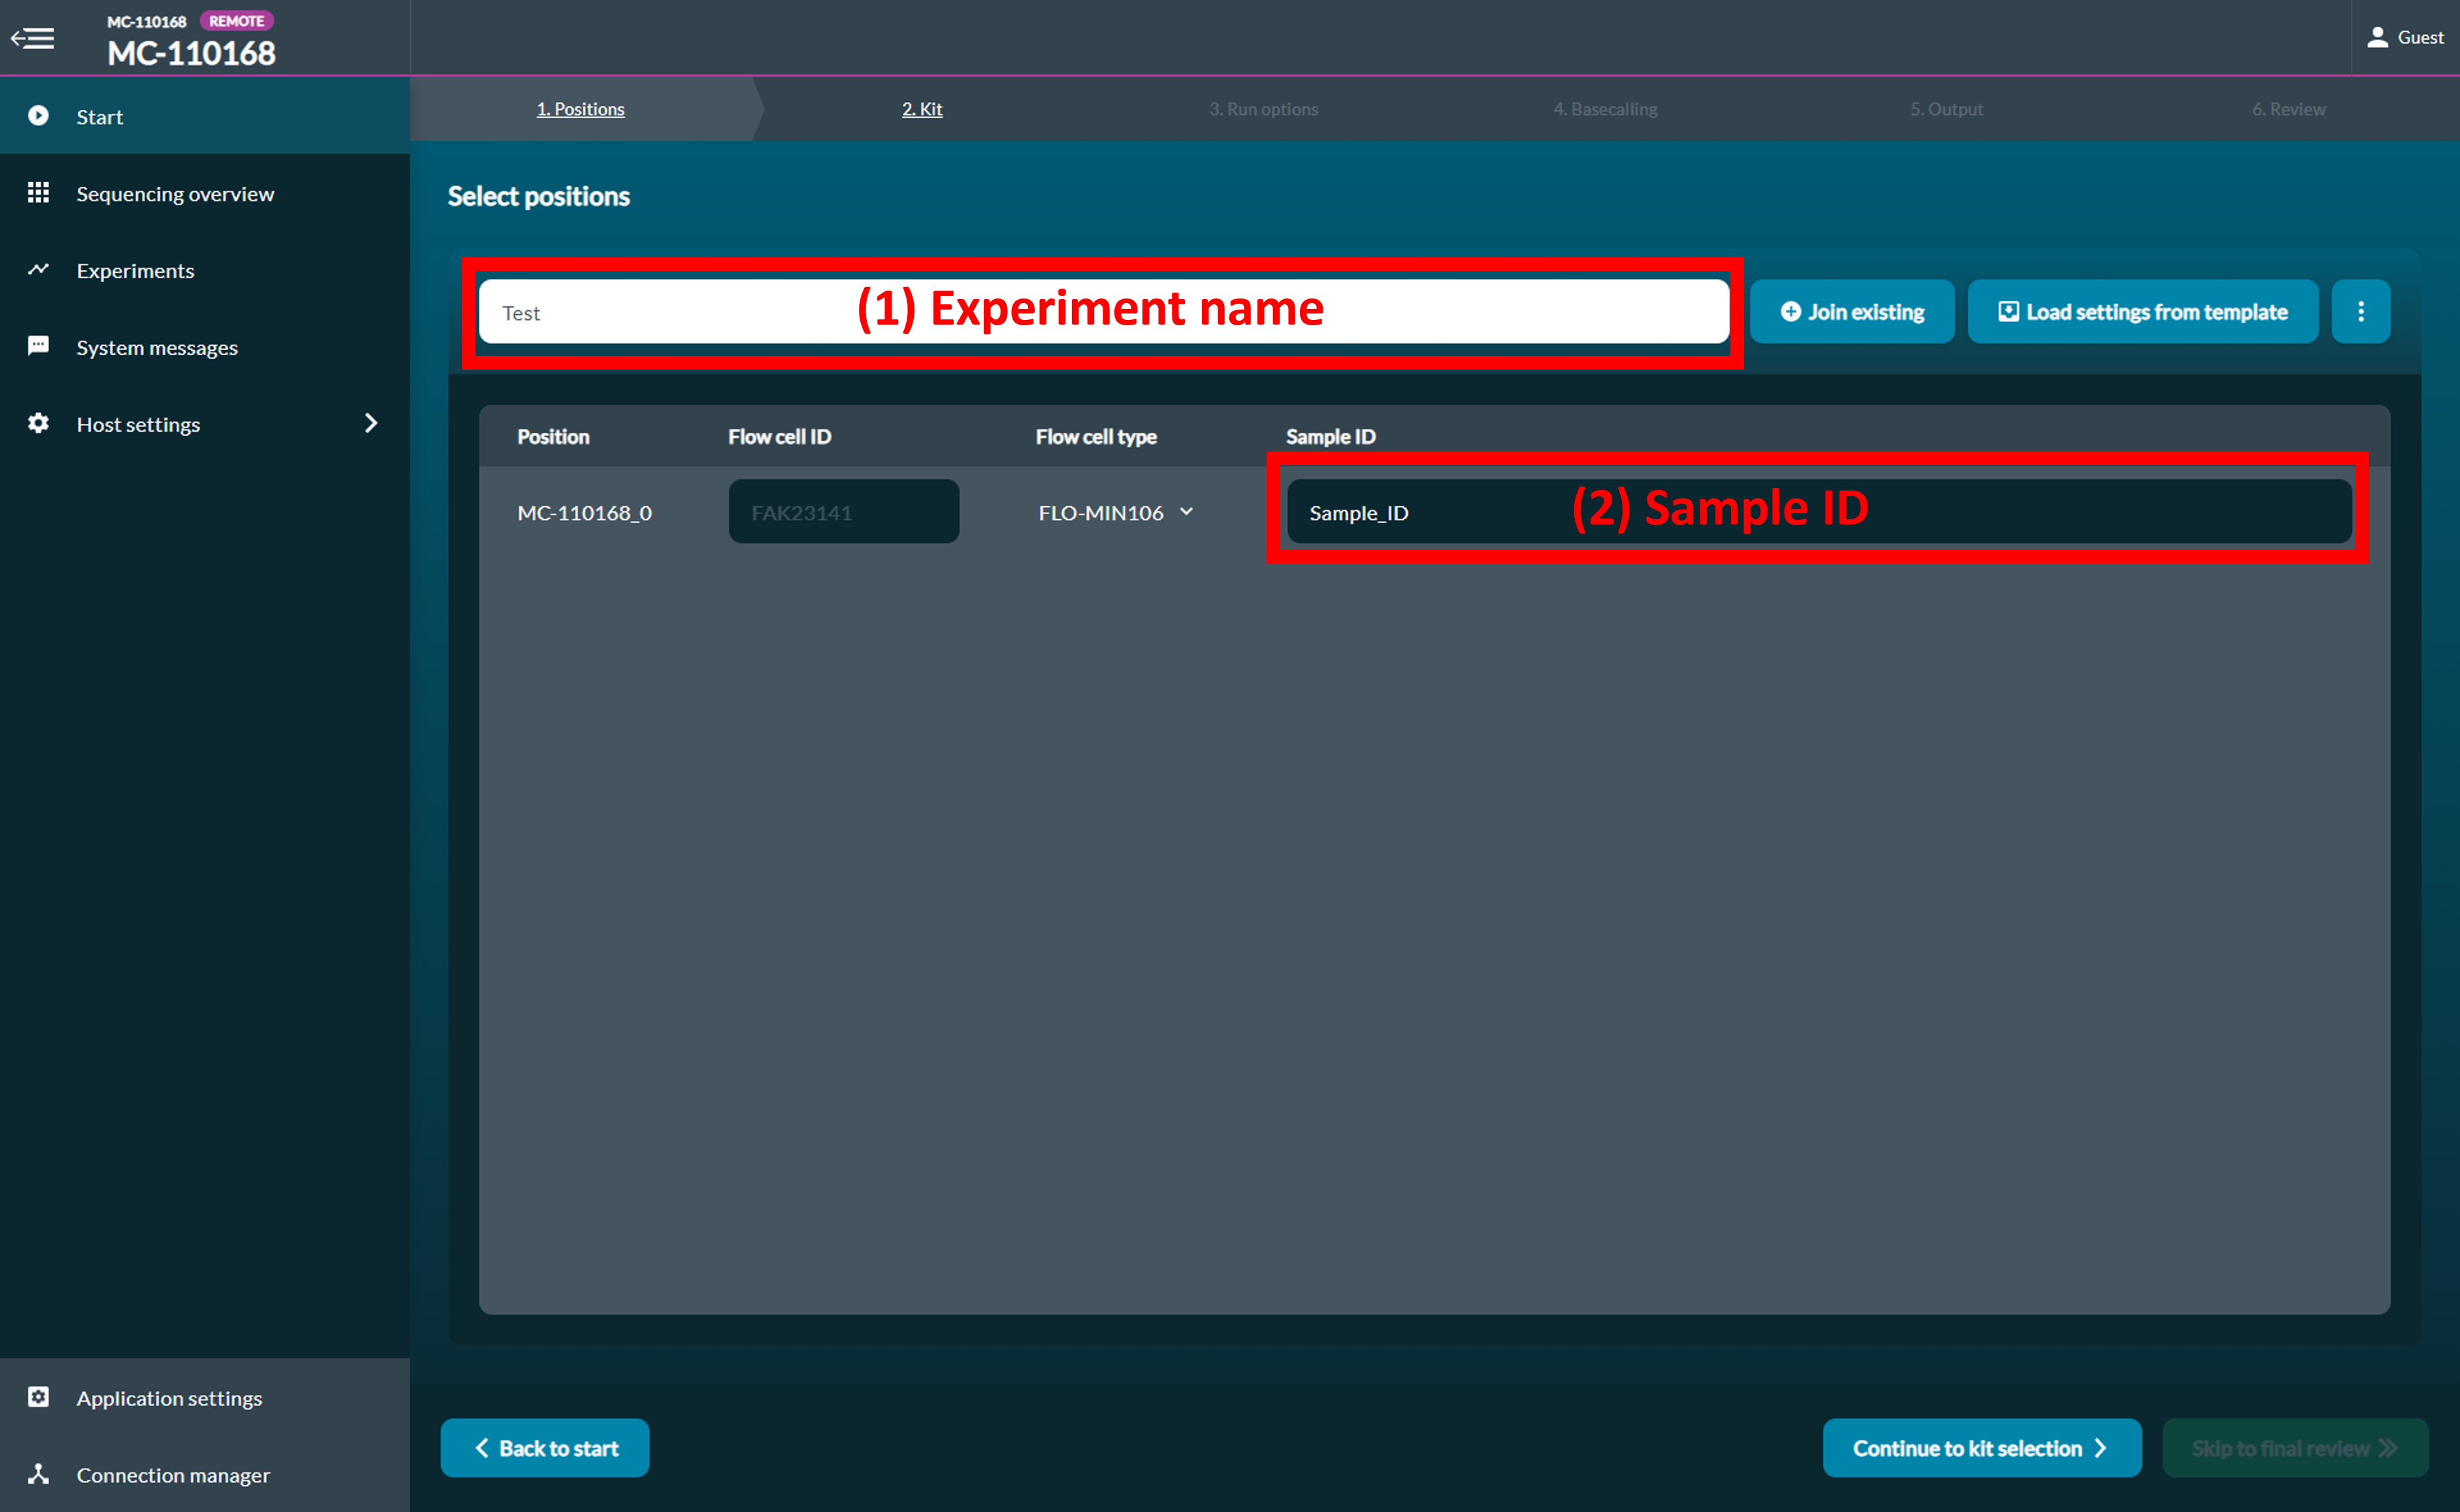 MC-110168 REMOTE
MC-110168
Guest
Start
Sequencing overview
Experiments
System messages
Host settings
Application settings
Connection manager
1. Positions
2. Kit
3. Run options
4. Basecalling
5. Output
6. Review
Select positions
Test
(1) Experiment name
Join existing
Load settings from template
Position Flow cell ID Flow cell type Sample ID
MC-110168_0 FAK23141 FLO-MIN106 Sample_ID
(2) Sample ID
Back to start
Continue to kit selection
Skip to final review